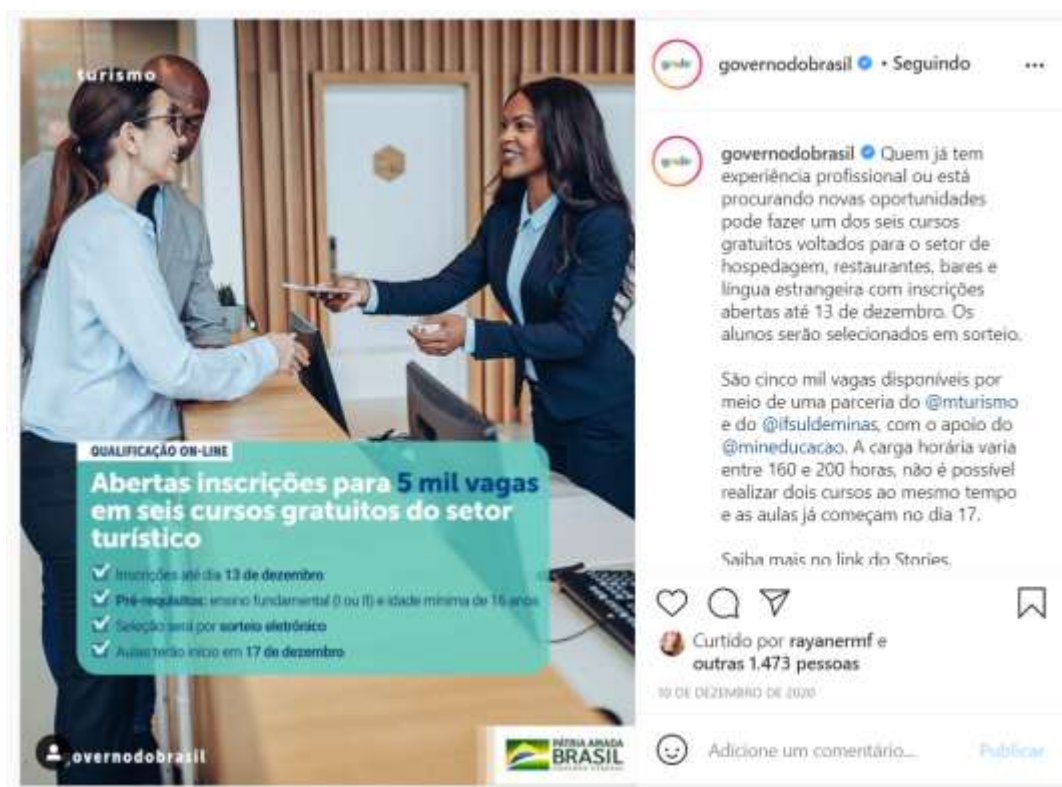 turismo
QUALIFICAÇÃO ON-LINE
Abertas inscrições para 5 mil vagas
em seis cursos gratuitos do setor
turístico
Inscrições até dia 13 de dezembro
Pré-requisitos: ensino fundamental (I ou II) e idade mínima de 16 anos
Seleção será por sorteio eletrônico
Aulas terão início em 17 de dezembro
overnodobrasil
PÁTRIA AMADA
BRASIL
GOVERNO FEDERAL
governodobrasil • Seguindo
governodobrasil Quem já tem
experiência profissional ou está
procurando novas oportunidades
pode fazer um dos seis cursos
gratuitos voltados para o setor de
hospedagem, restaurantes, bares e
língua estrangeira com inscrições
abertas até 13 de dezembro. Os
alunos serão selecionados em sorteio.
São cinco mil vagas disponíveis por
meio de uma parceria do @mturismo
e do @ifsuldeminas, com o apoio do
@mineducacao. A carga horária varia
entre 160 e 200 horas, não é possível
realizar dois cursos ao mesmo tempo
e as aulas já começam no dia 17.
Saiba mais no link do Stories.
Curtido por rayanermf e
outras 1.473 pessoas
10 DE DEZEMBRO DE 2020
Adicione um comentário... Publicar